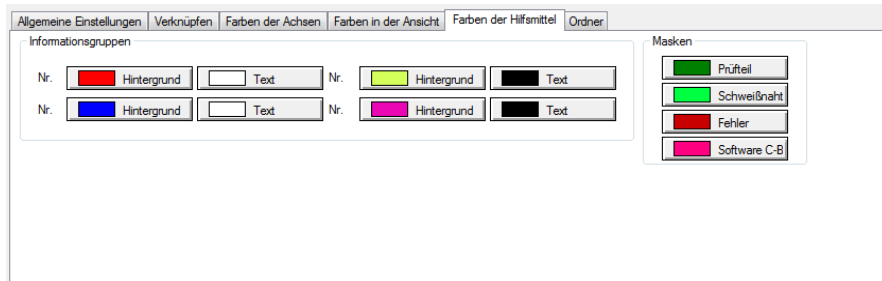 Allgemeine Einstellungen Verknüpfen Farben der Achsen Farben in der Ansicht Farben der Hilfsmittel Ordner
Informationsgruppen
Nr. Hintergrund Text Nr. Hintergrund Text
Nr. Hintergrund Text Nr. Hintergrund Text
Masken
Prüfteil
Schweißnaht
Fehler
Software C-B